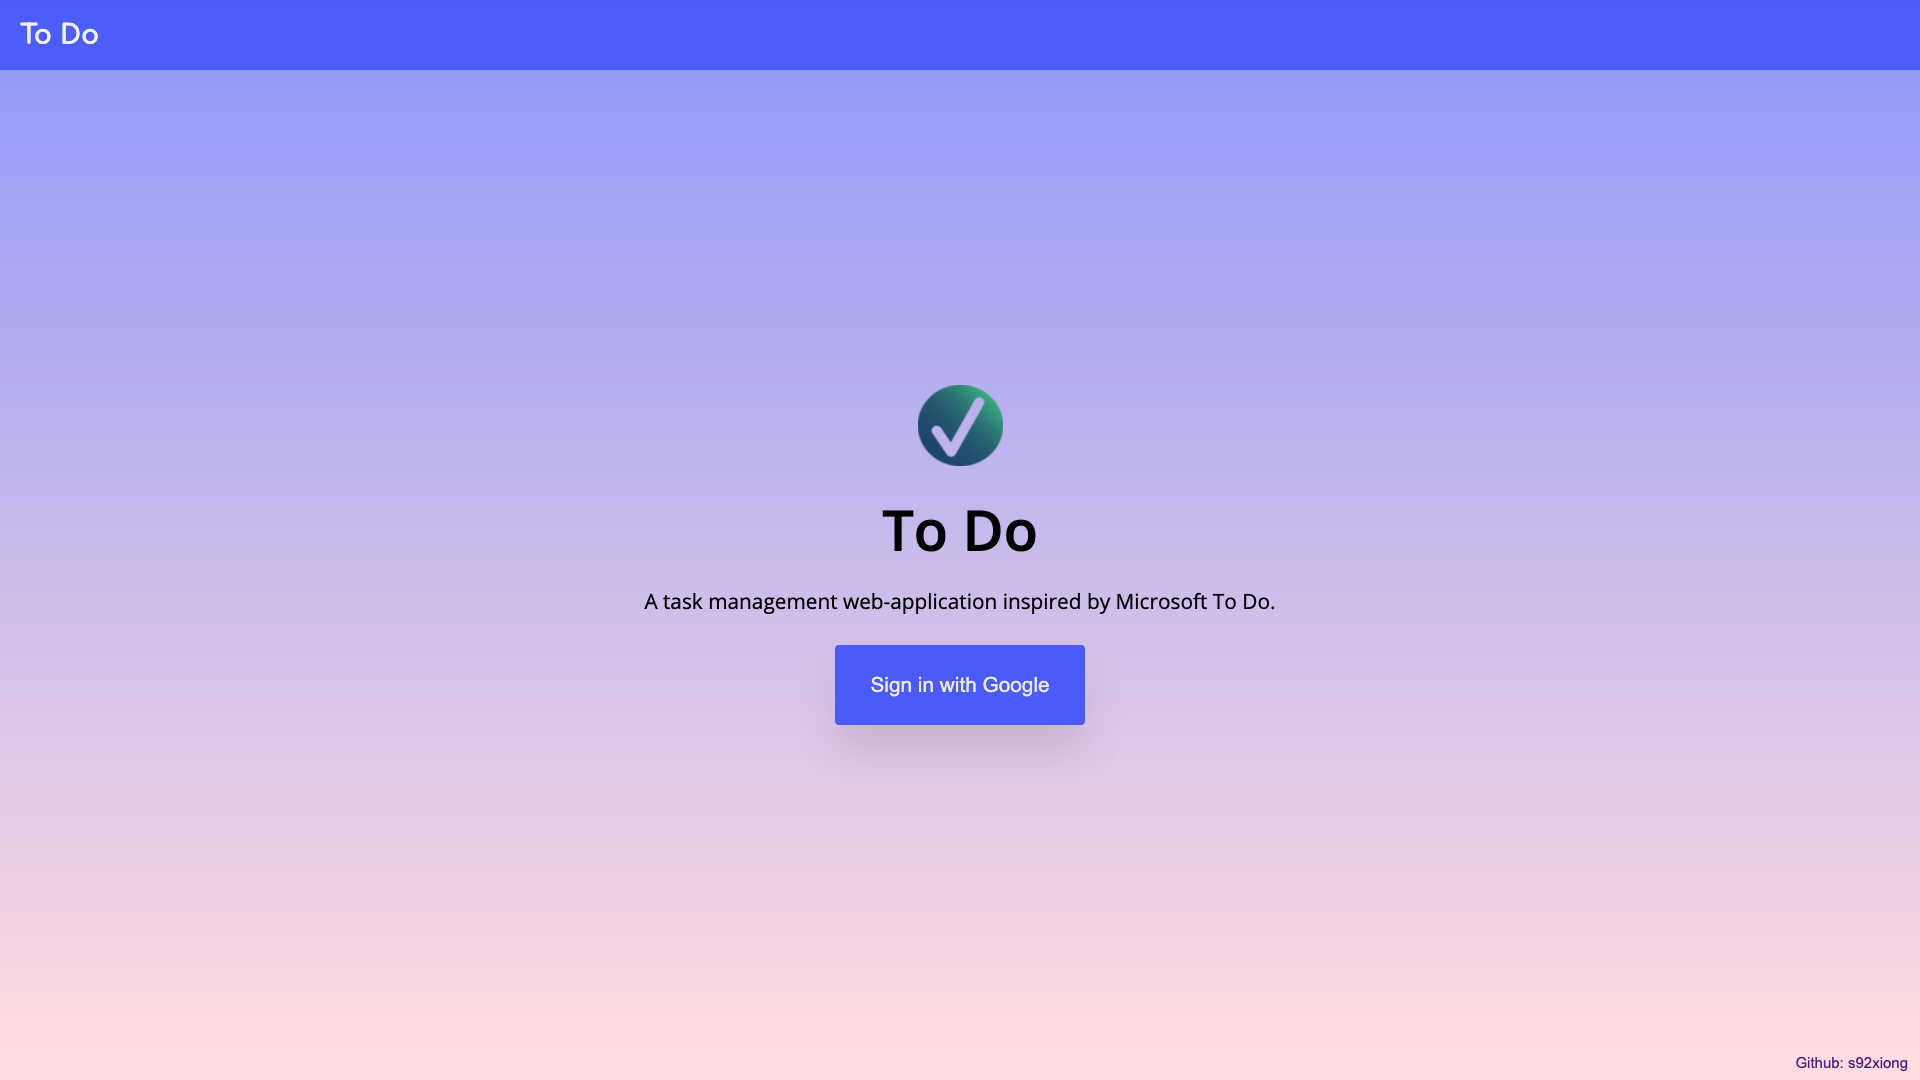 To Do
To Do
A task management web-application inspired by Microsoft To Do.
Sign in with Google
Github: s92xiong